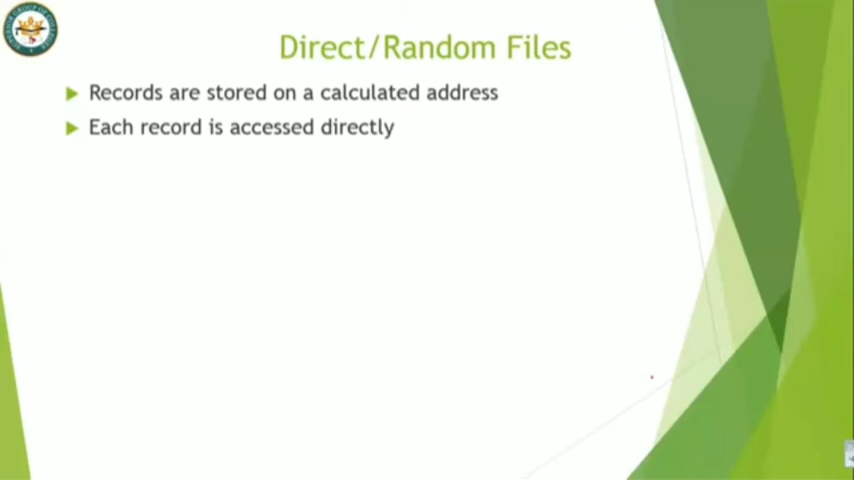 Direct/Random Files
Records are stored on a calculated address
Each record is accessed directly